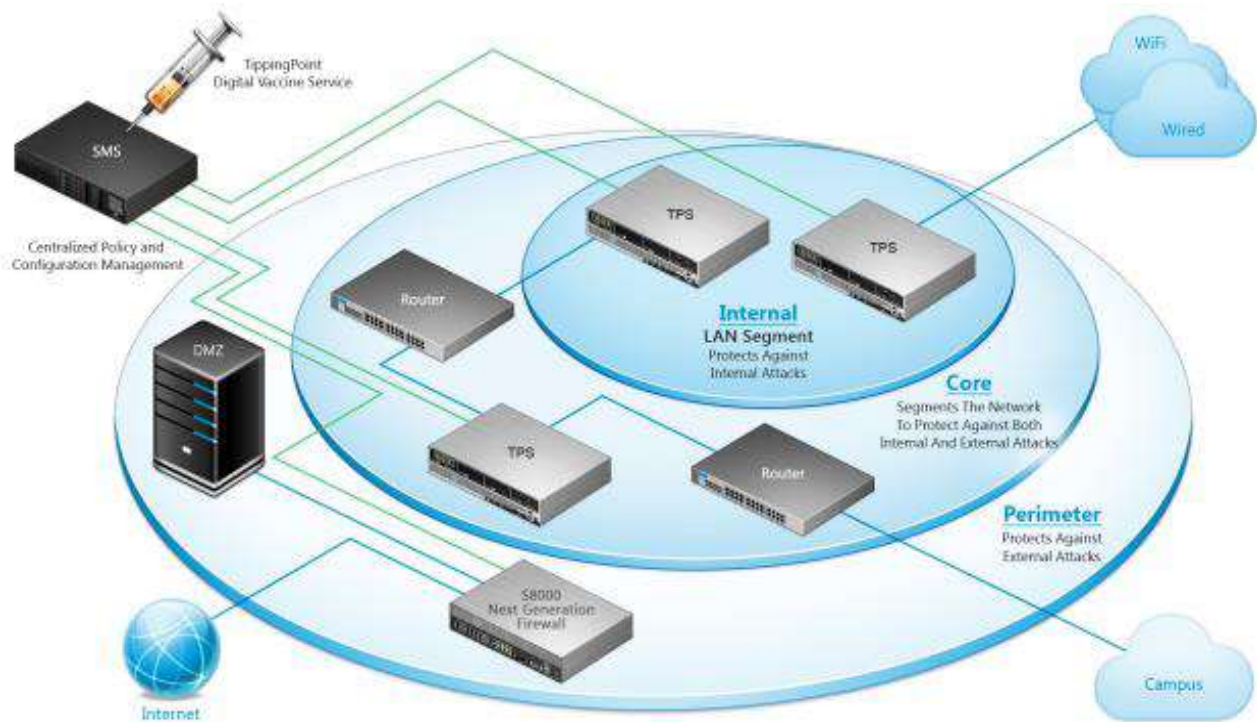 TippingPoint
Digital Vaccine Service
SMS
Centralized Policy and
Configuration Management
WiFi
Wired
TPS
TPS
Router
Internal
LAN Segment
Protects Against
Internal Attacks
DMZ
Core
Segments The Network
To Protect Against Both
Internal And External Attacks
TPS
Router
Perimeter
Protects Against
External Attacks
S8000
Next Generation
Firewall
Internet
Campus